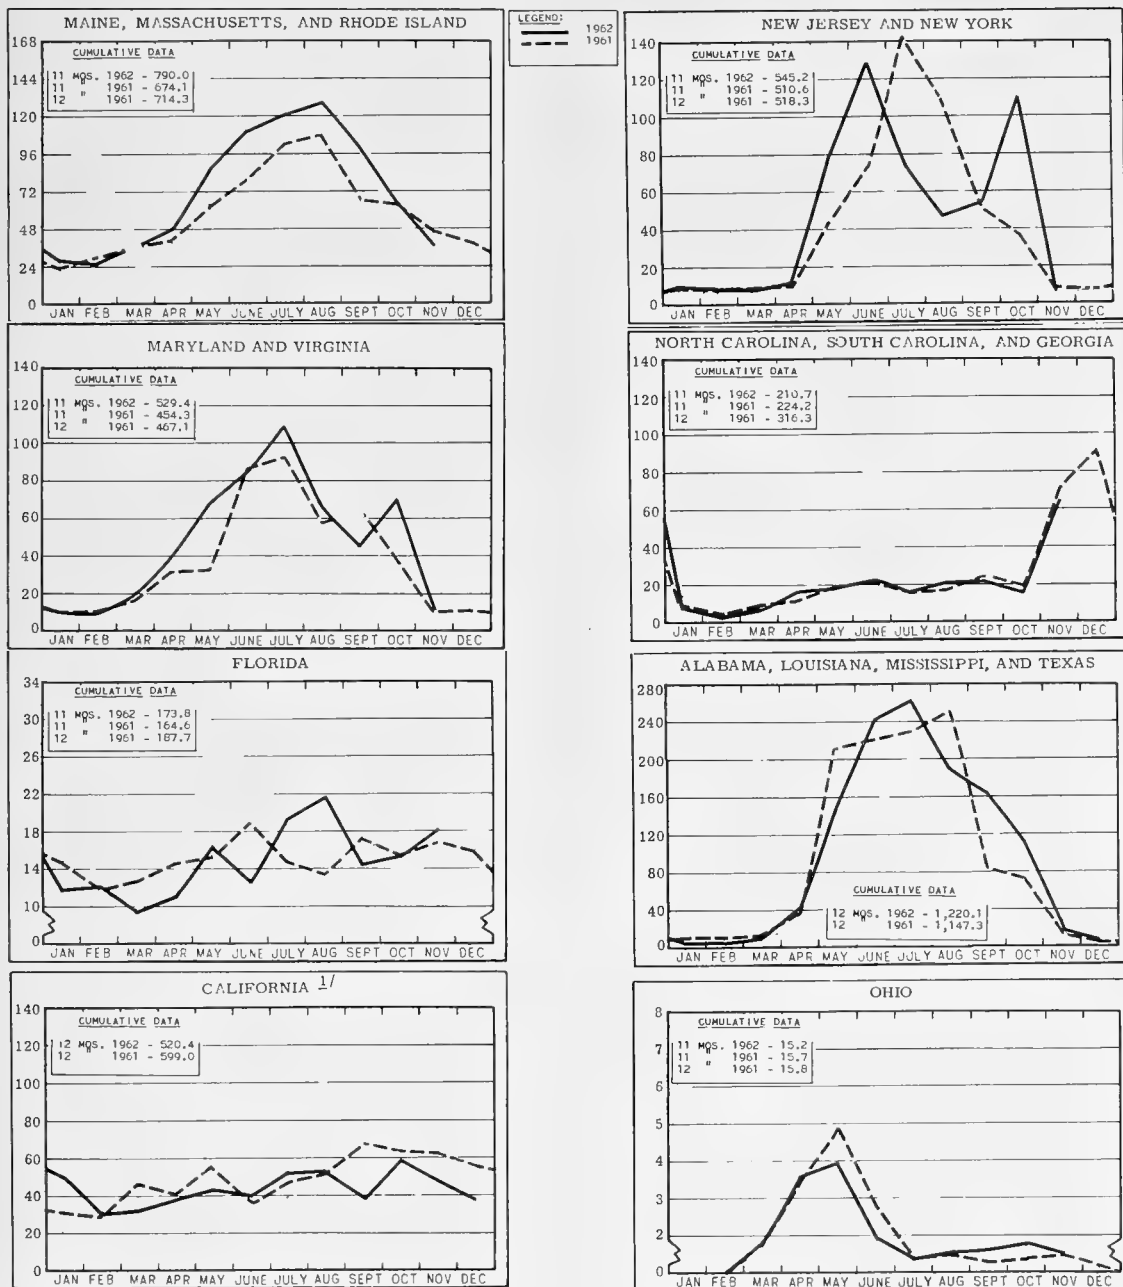 MAINE, MASSACHUSETTS, AND RHODE ISLAND
168
144
120
96
72
48
24
0
CUMULATIVE DATA
11 MOS. 1962 - 790.0
11 " 1961 - 674.1
12 " 1961 - 714.3
JAN FEB MAR APR MAY JUNE JULY AUG SEPT OCT NOV DEC
LEGEND:
1962
1961
NEW JERSEY AND NEW YORK
140
120
100
80
60
40
20
0
CUMULATIVE DATA
11 MOS. 1962 - 545.2
11 " 1961 - 510.6
12 " 1961 - 518.3
JAN FEB MAR APR MAY JUNE JULY AUG SEPT OCT NOV DEC
MARYLAND AND VIRGINIA
140
120
100
80
60
40
20
0
CUMULATIVE DATA
11 MOS. 1962 - 529.4
11 " 1961 - 454.3
12 " 1961 - 467.1
JAN FEB MAR APR MAY JUNE JULY AUG SEPT OCT NOV DEC
NORTH CAROLINA, SOUTH CAROLINA, AND GEORGIA
140
120
100
80
60
40
20
0
CUMULATIVE DATA
11 MOS. 1962 - 210.7
11 " 1961 - 224.2
12 " 1961 - 316.3
JAN FEB MAR APR MAY JUNE JULY AUG SEPT OCT NOV DEC
FLORIDA
34
30
26
22
18
14
10
0
CUMULATIVE DATA
11 MOS. 1962 - 173.8
11 " 1961 - 164.6
12 " 1961 - 187.7
JAN FEB MAR APR MAY JUNE JULY AUG SEPT OCT NOV DEC
ALABAMA, LOUISIANA, MISSISSIPPI, AND TEXAS
280
240
200
160
120
80
40
0
CUMULATIVE DATA
12 MOS. 1962 - 1,220.1
12 " 1961 - 1,147.3
JAN FEB MAR APR MAY JUNE JULY AUG SEPT OCT NOV DEC
CALIFORNIA 1/
140
120
100
80
60
40
20
0
CUMULATIVE DATA
12 MOS. 1962 - 520.4
12 " 1961 - 599.0
JAN FEB MAR APR MAY JUNE JULY AUG SEPT OCT NOV DEC
OHIO
8
7
6
5
4
3
2
0
CUMULATIVE DATA
11 MOS. 1962 - 15.2
11 " 1961 - 15.7
12 " 1961 - 15.8
JAN FEB MAR APR MAY JUNE JULY AUG SEPT OCT NOV DEC